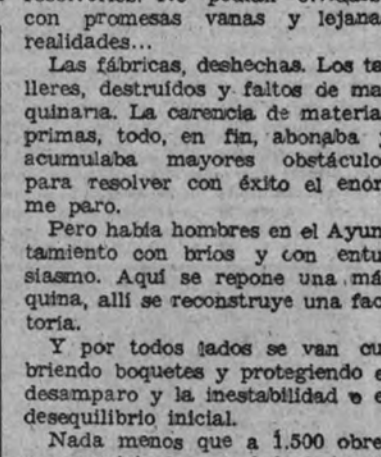 con promesas vanas y lejana
realidades...
Las fábricas, deshechas. Los ta
lleres, destruídos y faltos de ma
quinaria. La carencia de materia
primas, todo, en fin, abonaba
acumulaba mayores obstáculo
para resolver con éxito el enor
me paro.
Pero había hombres en el Ayun
tamiento con bríos y con entu
siasmo. Aquí se repone una má
quina, allí se reconstruye una fac
toría.
Y por todos lados se van cu
briendo boquetes y protegiendo e
desamparo y la inestabilidad o e
desequilibrio inicial.
Nada menos que a 1.500 obre